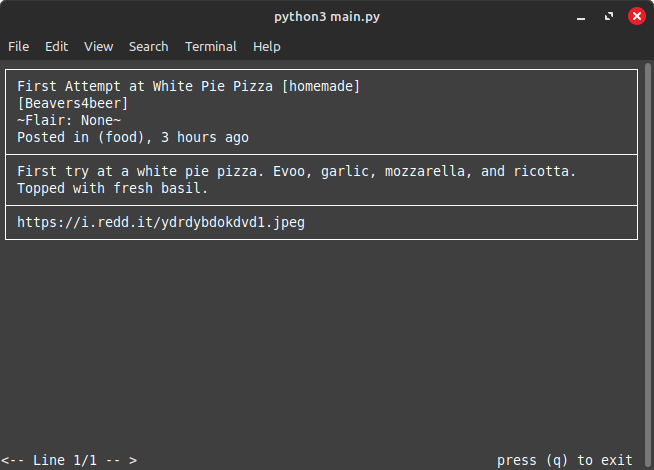 python3 main.py
File Edit View Search Terminal Help
First Attempt at White Pie Pizza [homemade]
[Beavers4beer]
~Flair: None~
Posted in (food), 3 hours ago
First try at a white pie pizza. Evoo, garlic, mozzarella, and ricotta.
Topped with fresh basil.
https://i.redd.it/ydrdybdokdvd1.jpeg
<-- Line 1/1 -- > press (q) to exit